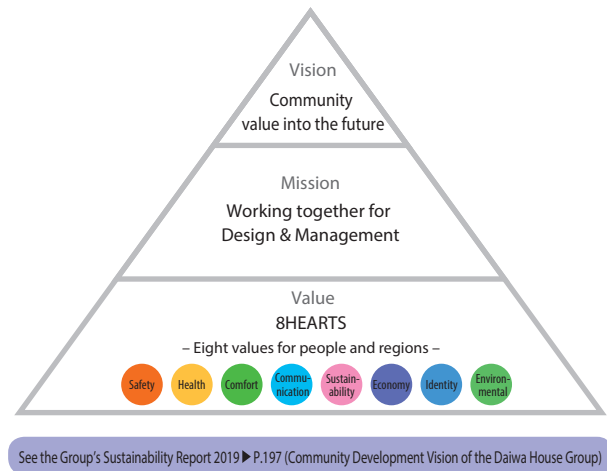 Vision
Community
value into the future
Mission
Working together for
Design & Management
Value
8HEARTS
– Eight values for people and regions –
Safety
Health
Comfort
Commu-
nication
Sustain-
ability
Economy
Identity
Environ-
mental
See the Group's Sustainability Report 2019 ▶ P.197 (Community Development Vision of the Daiwa House Group)